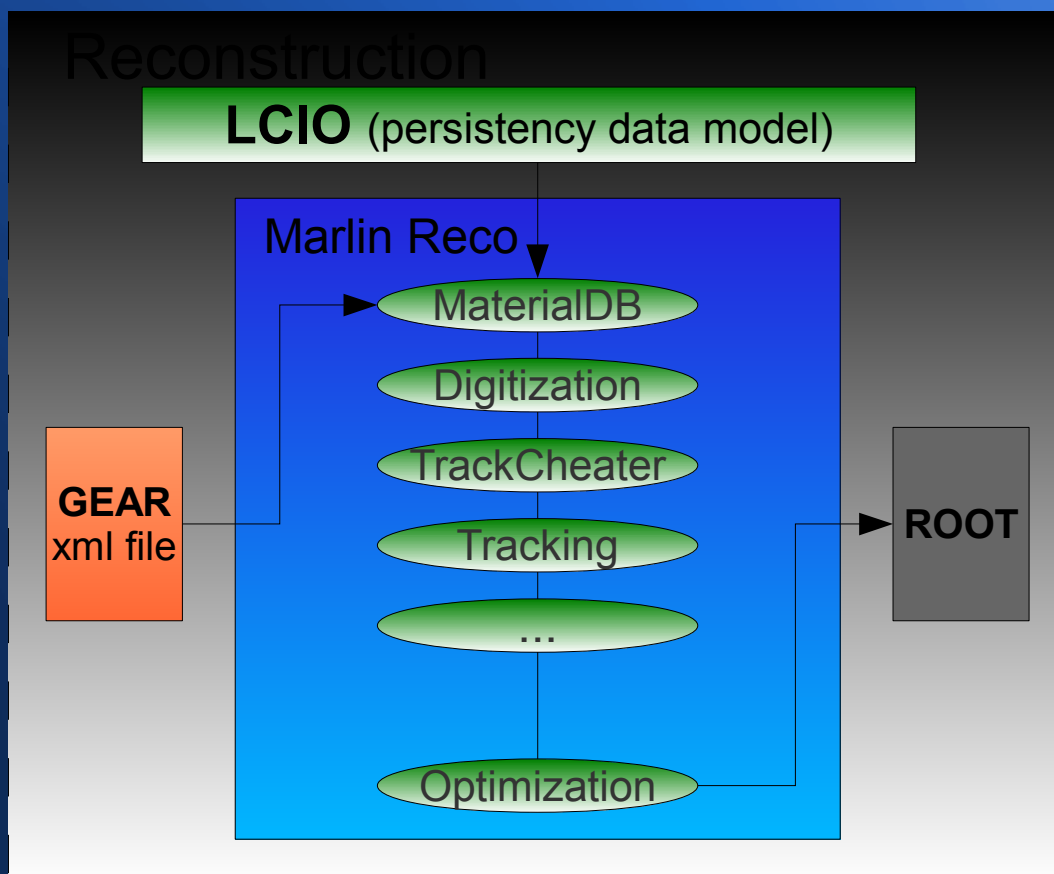 Reconstruction
LCIO (persistency data model)
Marlin Reco
MaterialDB
Digitization
TrackCheater
Tracking
...
Optimization
GEAR
xml file
ROOT